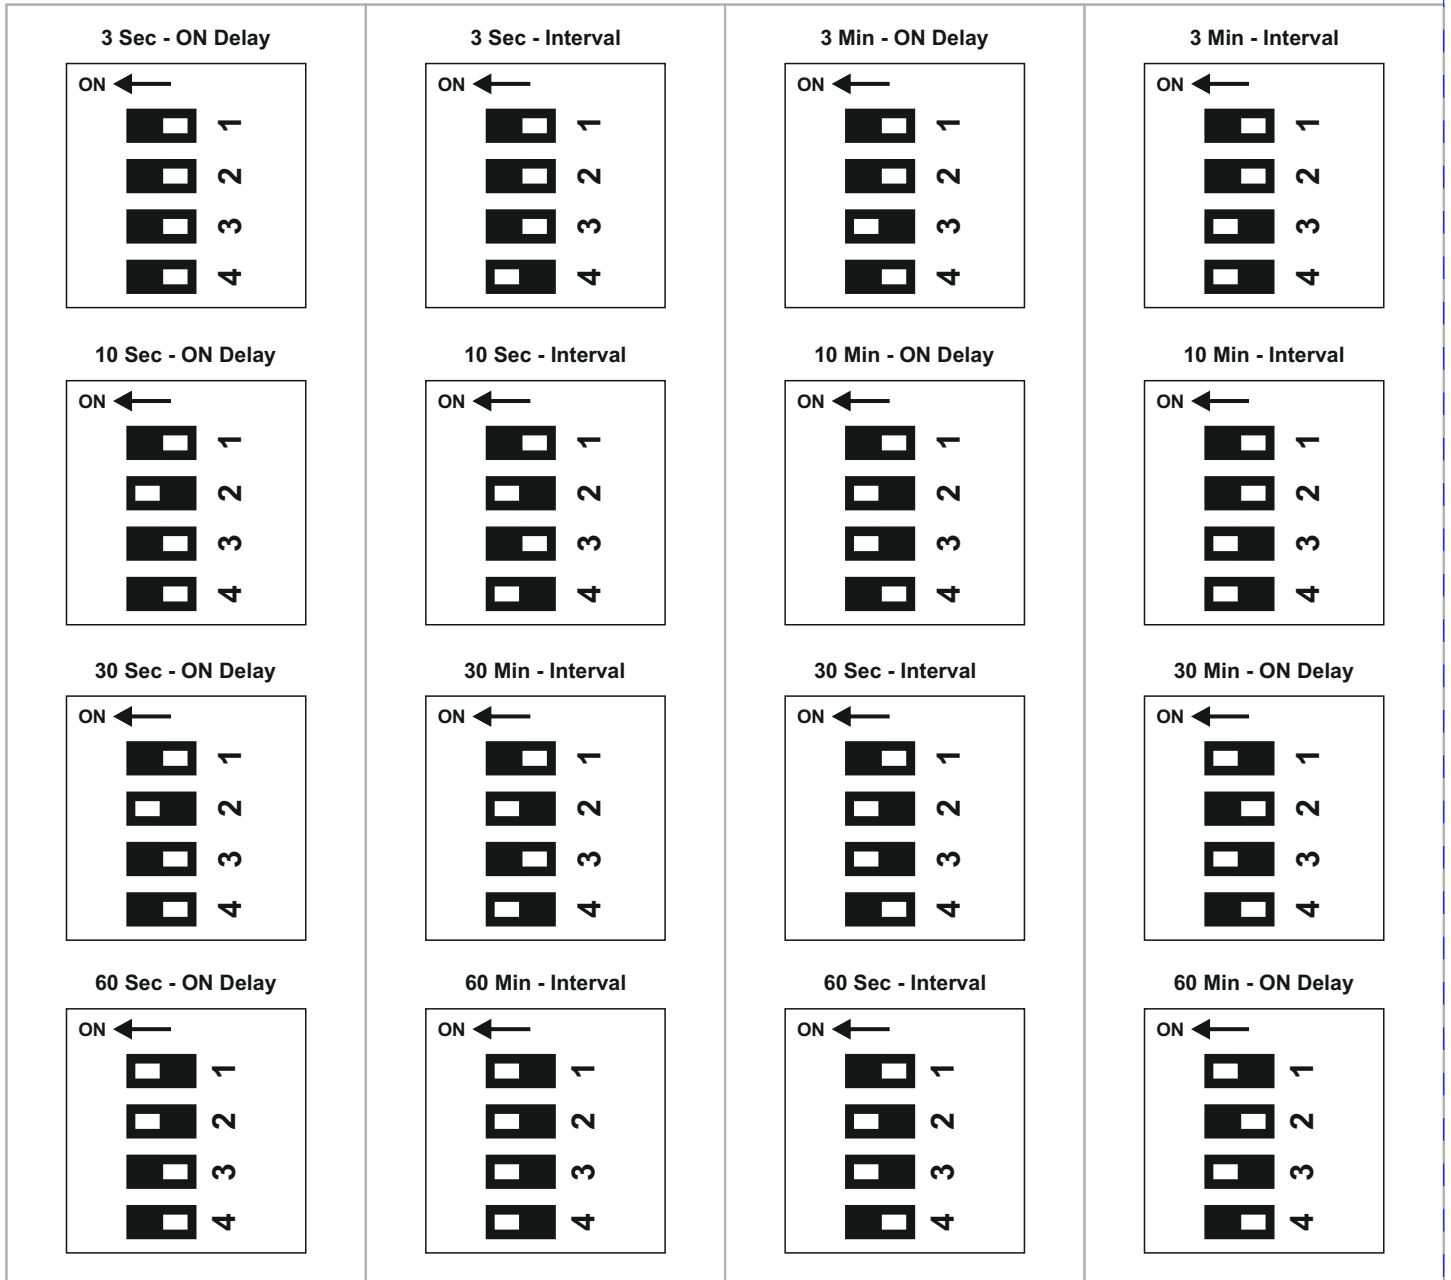 3 Sec - ON Delay
ON
1
2
3
4
3 Sec - Interval
ON
1
2
3
4
3 Min - ON Delay
ON
1
2
3
4
3 Min - Interval
ON
1
2
3
4
10 Sec - ON Delay
ON
1
2
3
4
10 Sec - Interval
ON
1
2
3
4
10 Min - ON Delay
ON
1
2
3
4
10 Min - Interval
ON
1
2
3
4
30 Sec - ON Delay
ON
1
2
3
4
30 Min - Interval
ON
1
2
3
4
30 Sec - Interval
ON
1
2
3
4
30 Min - ON Delay
ON
1
2
3
4
60 Sec - ON Delay
ON
1
2
3
4
60 Min - Interval
ON
1
2
3
4
60 Sec - Interval
ON
1
2
3
4
60 Min - ON Delay
ON
1
2
3
4